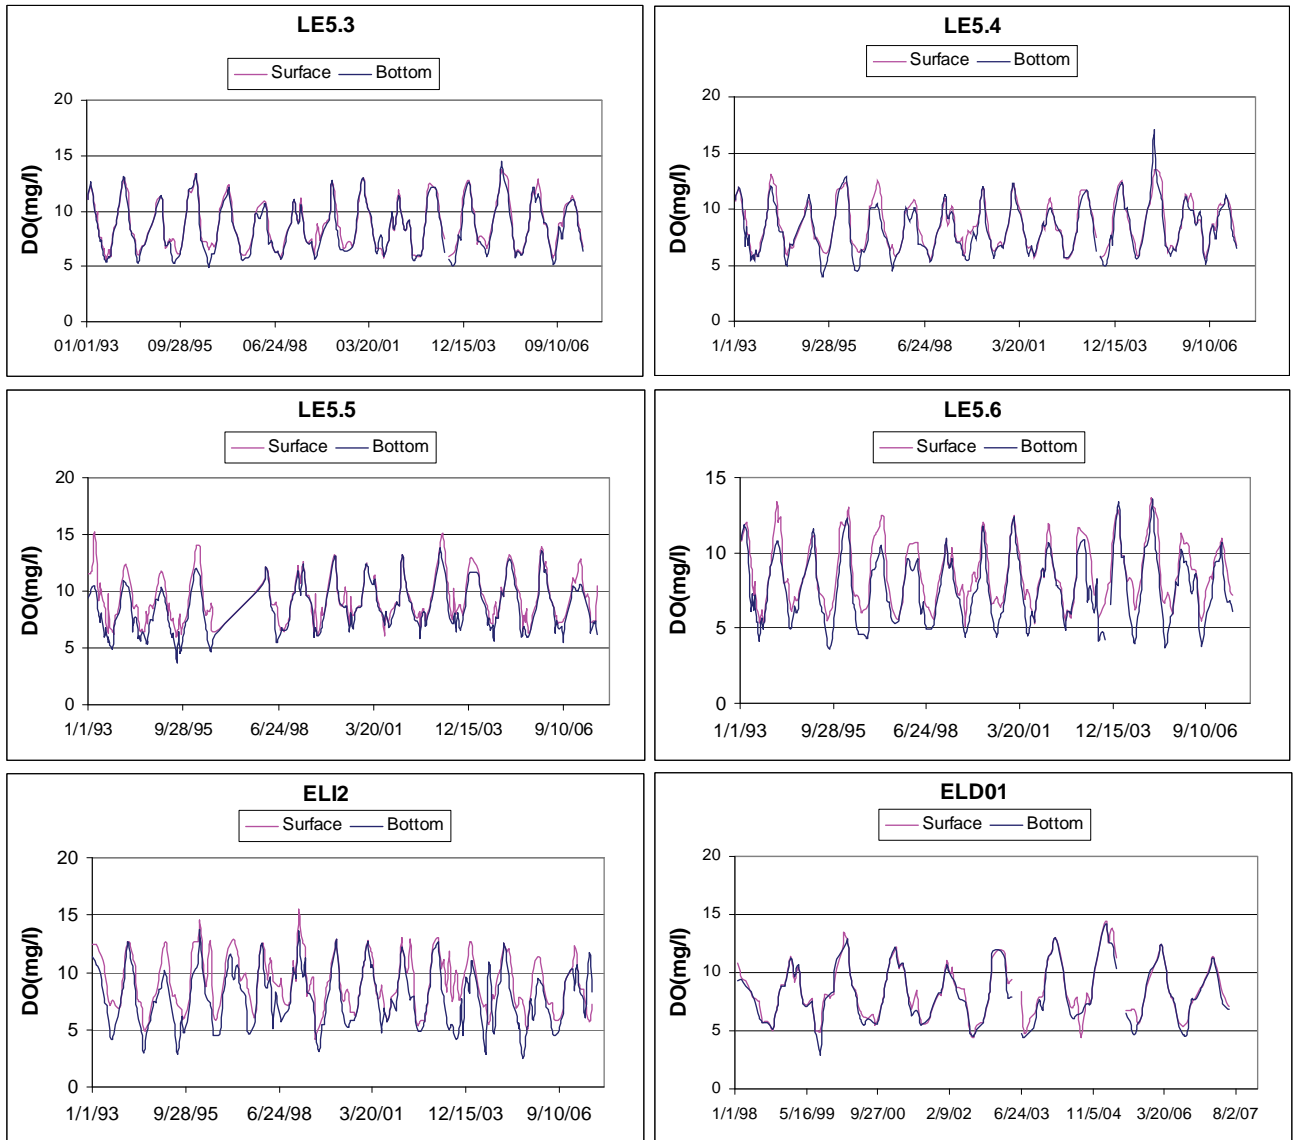 LE5.3
Surface Bottom
20
15
10
5
0
DO(mg/l)
01/01/93 09/28/95 06/24/98 03/20/01 12/15/03 09/10/06
LE5.4
Surface Bottom
20
15
10
5
0
DO(mg/l)
1/1/93 9/28/95 6/24/98 3/20/01 12/15/03 9/10/06
LE5.5
Surface Bottom
20
15
10
5
0
DO(mg/l)
1/1/93 9/28/95 6/24/98 3/20/01 12/15/03 9/10/06
LE5.6
Surface Bottom
15
10
5
0
DO(mg/l)
1/1/93 9/28/95 6/24/98 3/20/01 12/15/03 9/10/06
ELI2
Surface Bottom
20
15
10
5
0
DO(mg/l)
1/1/93 9/28/95 6/24/98 3/20/01 12/15/03 9/10/06
ELD01
Surface Bottom
20
15
10
5
0
DO(mg/l)
1/1/98 5/16/99 9/27/00 2/9/02 6/24/03 11/5/04 3/20/06 8/2/07